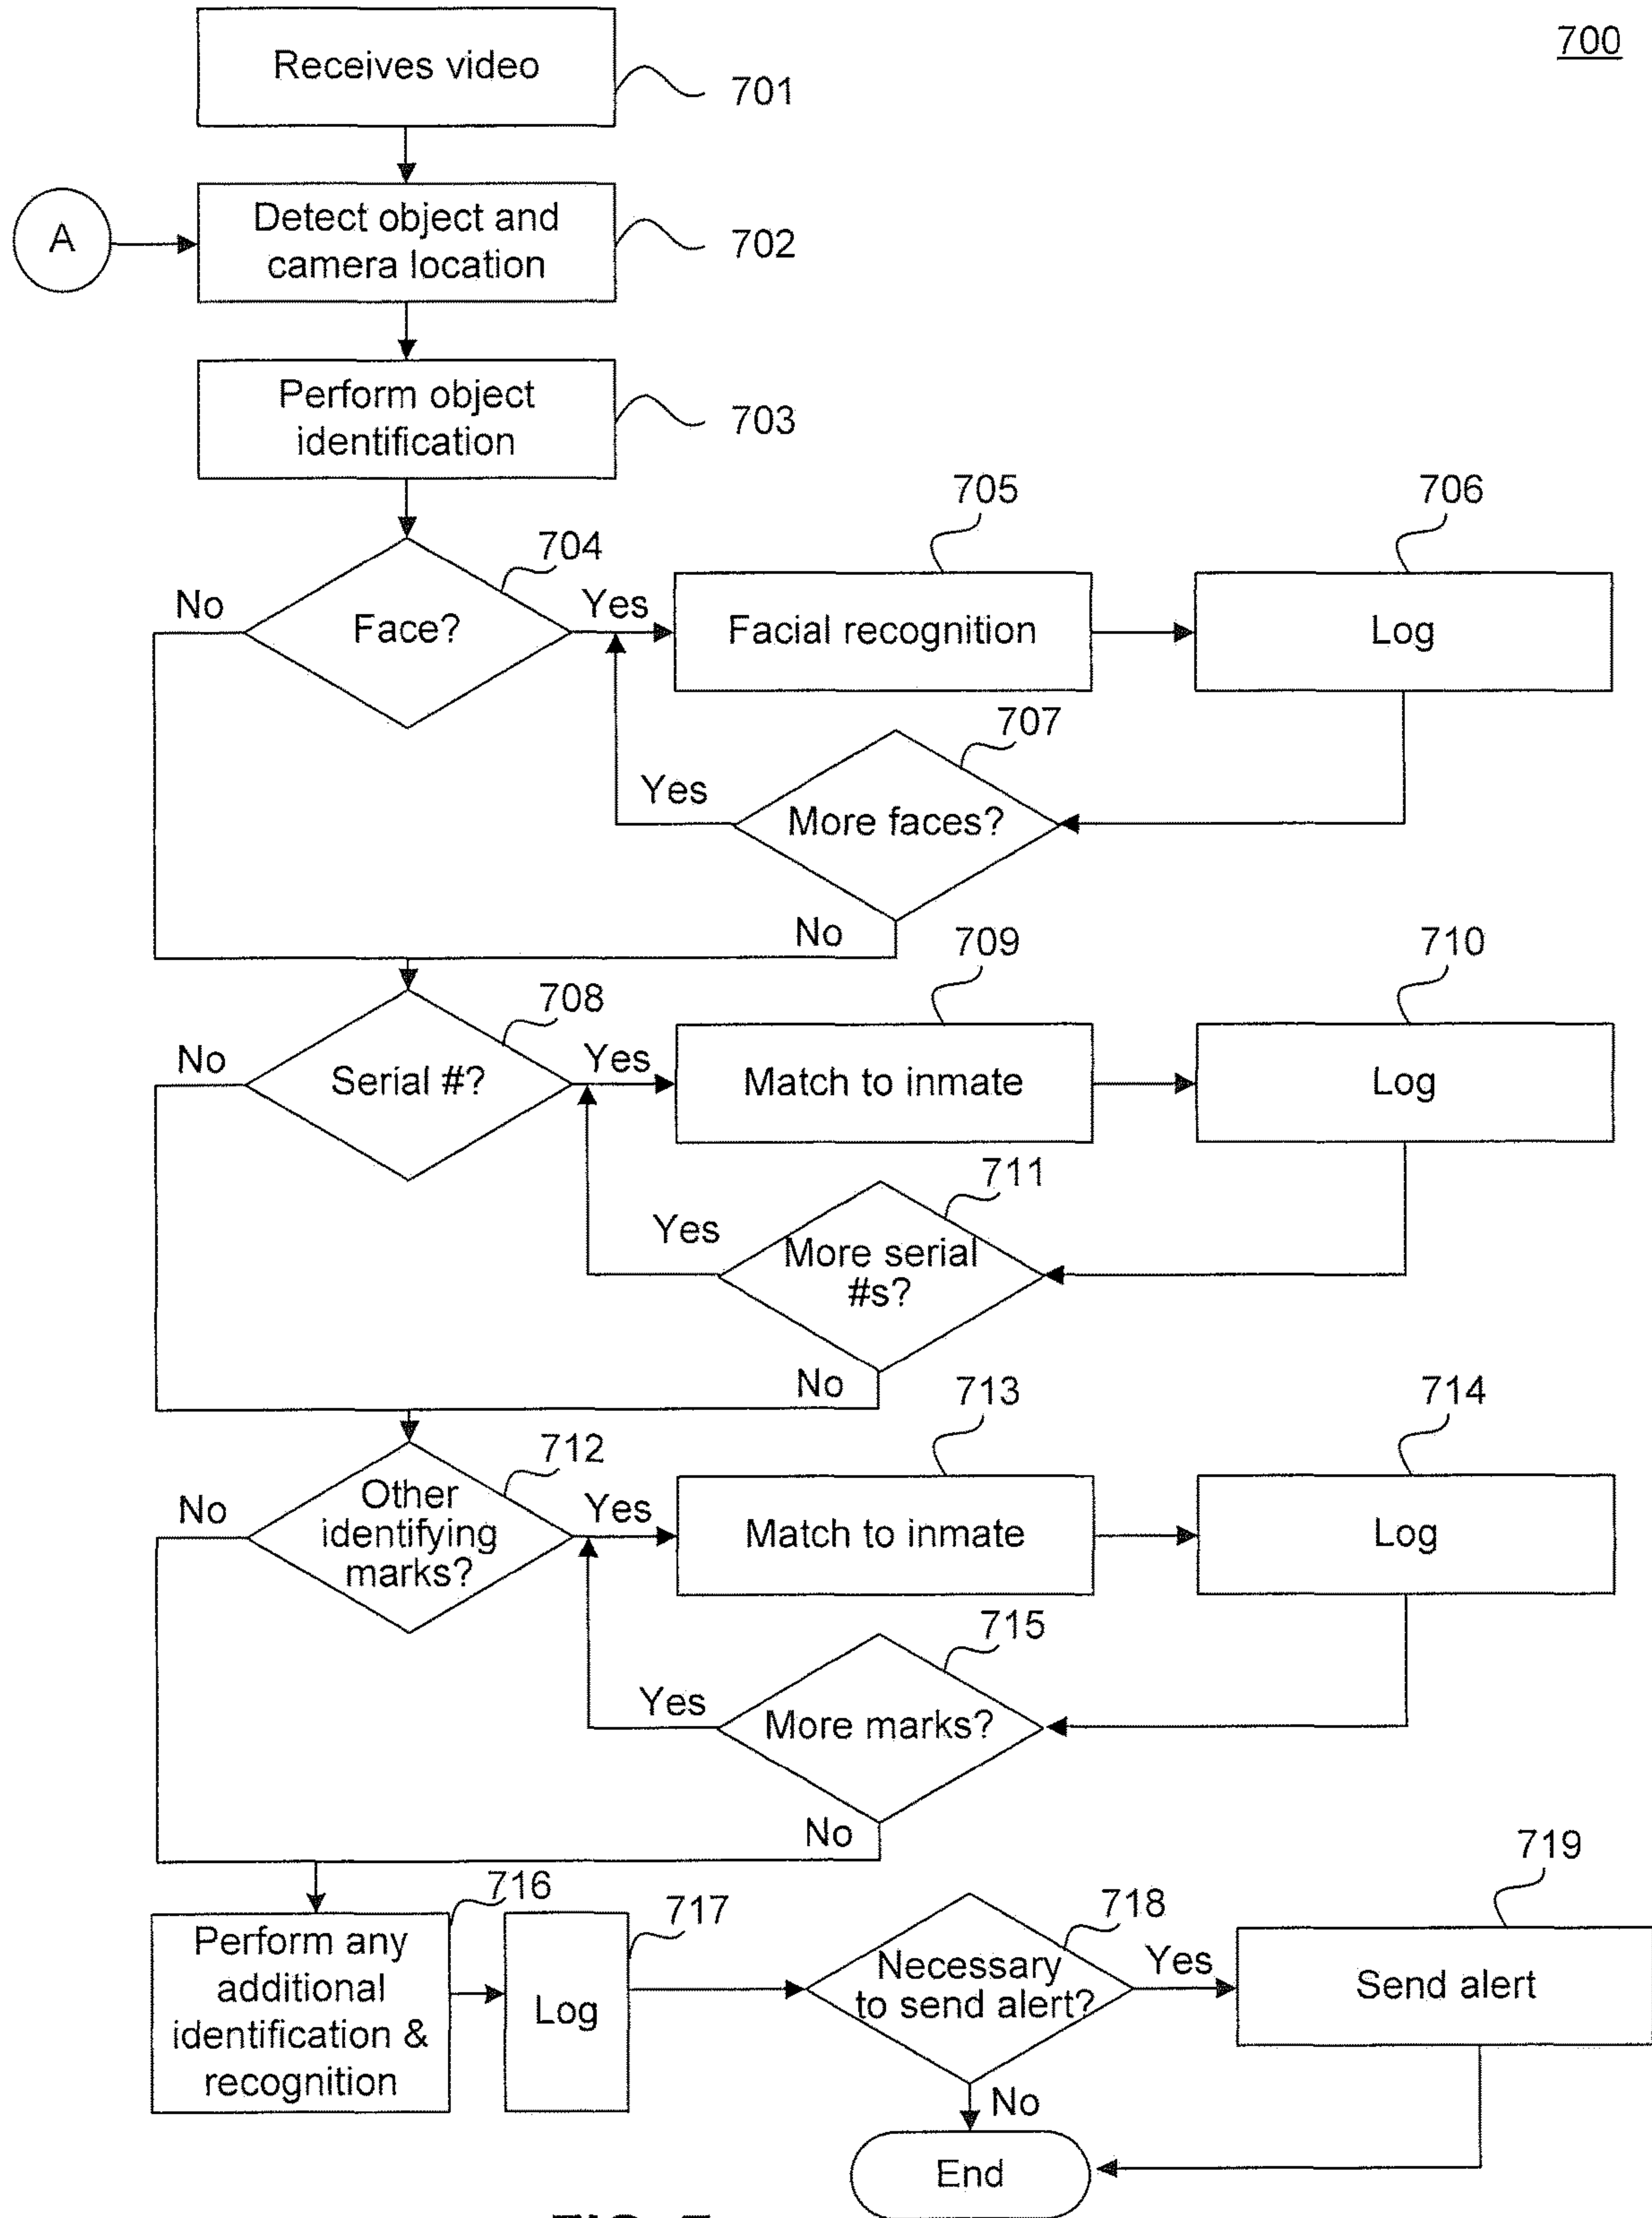 700
Receives video
701
A
Detect object and
camera location
702
Perform object
identification
703
704
Face?
No
Yes
705
Facial recognition
706
Log
707
More faces?
Yes
No
708
Serial #?
No
Yes
709
Match to inmate
710
Log
711
More serial
#s?
Yes
No
712
Other
identifying
marks?
No
Yes
713
Match to inmate
714
Log
715
More marks?
Yes
No
716
Perform any
additional
identification &
recognition
717
Log
718
Necessary
to send alert?
Yes
No
719
Send alert
End